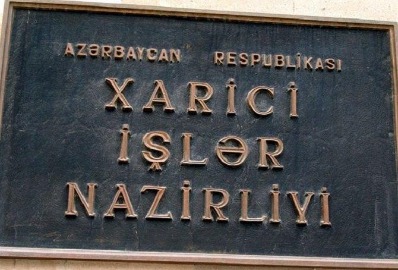 AZƏRBAYCAN RESPUBLİKASI
XARİCİ
İŞLƏR
NAZİRLİYİ